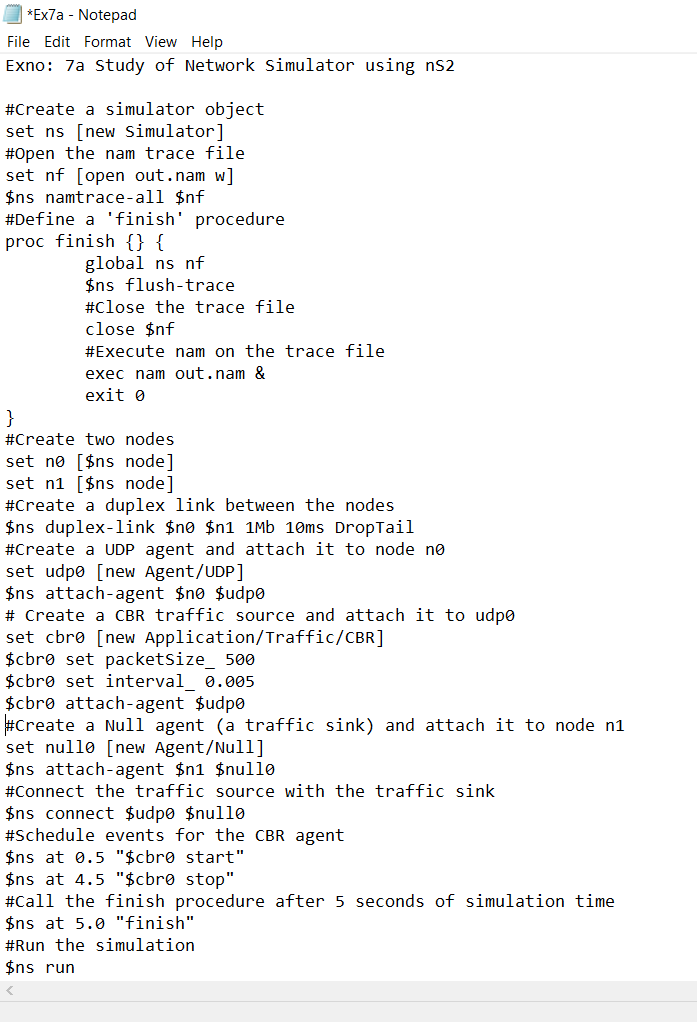 *Ex7a - Notepad
File Edit Format View Help
Exno: 7a Study of Network Simulator using nS2

#Create a simulator object
set ns [new Simulator]
#Open the nam trace file
set nf [open out.nam w]
$ns namtrace-all $nf
#Define a 'finish' procedure
proc finish {} {
        global ns nf
        $ns flush-trace
        #Close the trace file
        close $nf
        #Execute nam on the trace file
        exec nam out.nam &
        exit 0
}
#Create two nodes
set n0 [$ns node]
set n1 [$ns node]
#Create a duplex link between the nodes
$ns duplex-link $n0 $n1 1Mb 10ms DropTail
#Create a UDP agent and attach it to node n0
set udp0 [new Agent/UDP]
$ns attach-agent $n0 $udp0
# Create a CBR traffic source and attach it to udp0
set cbr0 [new Application/Traffic/CBR]
$cbr0 set packetSize_ 500
$cbr0 set interval_ 0.005
$cbr0 attach-agent $udp0
#Create a Null agent (a traffic sink) and attach it to node n1
set null0 [new Agent/Null]
$ns attach-agent $n1 $null0
#Connect the traffic source with the traffic sink
$ns connect $udp0 $null0
#Schedule events for the CBR agent
$ns at 0.5 "$cbr0 start"
$ns at 4.5 "$cbr0 stop"
#Call the finish procedure after 5 seconds of simulation time
$ns at 5.0 "finish"
#Run the simulation
$ns run